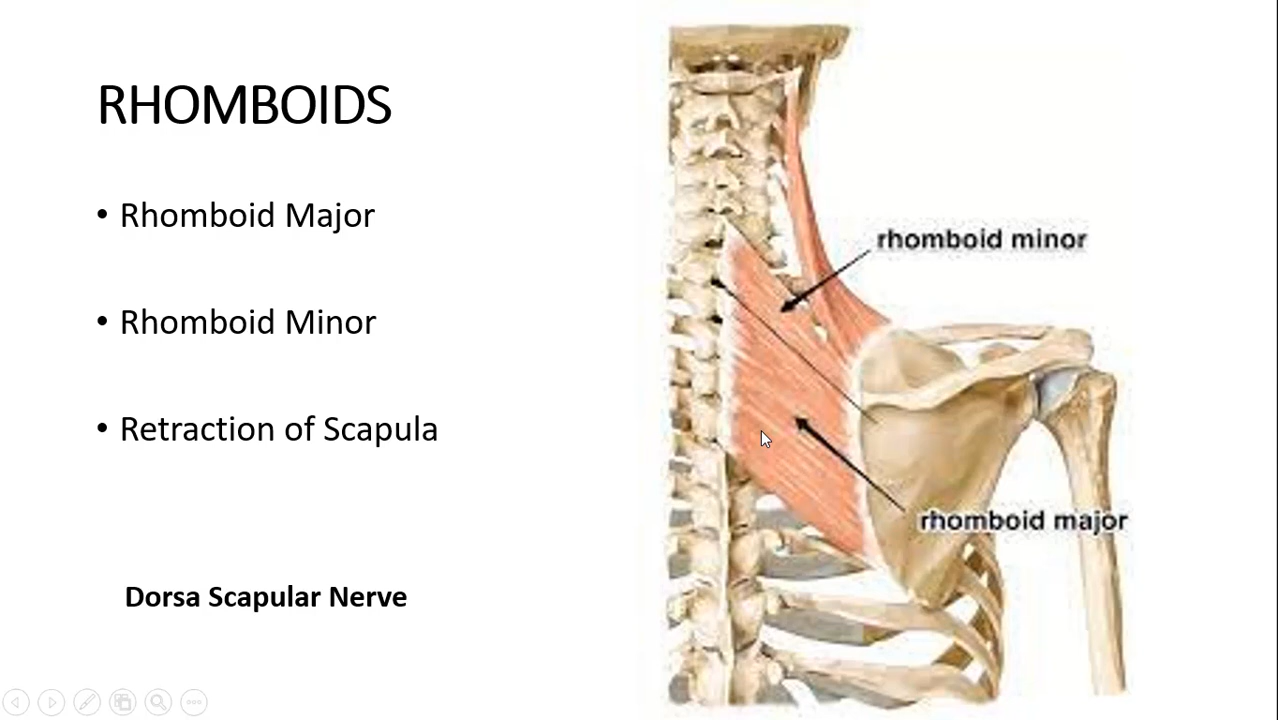 RHOMBOIDS
• Rhomboid Major
• Rhomboid Minor
• Retraction of Scapula
Dorsa Scapular Nerve
rhomboid minor
rhomboid major